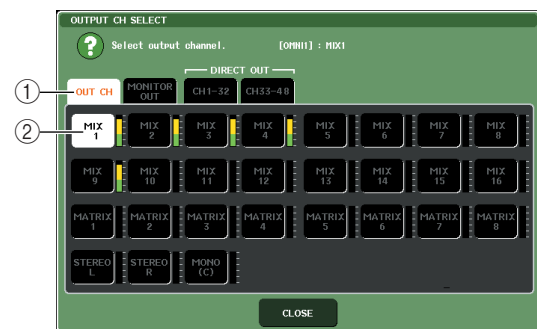 OUTPUT CH SELECT
Select output channel. [OMNI1] : MIX1
DIRECT OUT
① OUT CH MONITOR OUT CH1-32 CH33-48
② MIX 1 MIX 2 MIX 3 MIX 4 MIX 5 MIX 6 MIX 7 MIX 8
MIX 9 MIX 10 MIX 11 MIX 12 MIX 13 MIX 14 MIX 15 MIX 16
MATRIX 1 MATRIX 2 MATRIX 3 MATRIX 4 MATRIX 5 MATRIX 6 MATRIX 7 MATRIX 8
STEREO L STEREO R MONO (C)
CLOSE